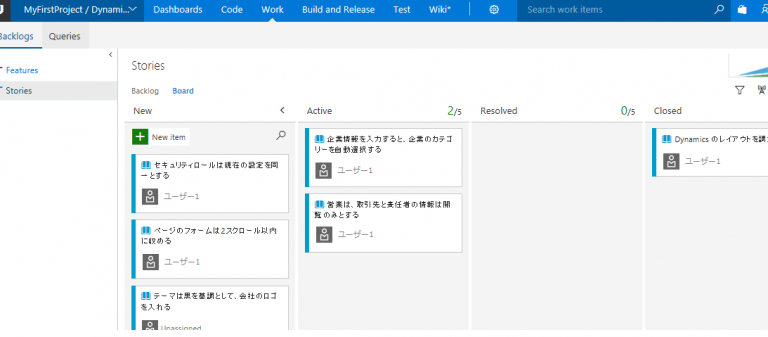 MyFirstProject / Dynami...
Dashboards
Code
Work
Build and Release
Test
Wiki*
Search work items
Backlogs
Queries
Features
Stories
Stories
Backlog
Board
New
Active
2/5
Resolved
0/5
Closed
New item
セキュリティロールは現在の設定を同
一とする
ユーザー1
ページのフォームは2スクロール以内
に収める
ユーザー1
テーマは黒を基調として、会社のロゴ
を入れる
Unassigned
企業情報を入力すると、企業のカテゴ
リーを自動選択する
ユーザー1
営業は、取引先と責任者の情報は閲
覧のみとする
ユーザー1
Dynamics のレイアウトを調
ユーザー1